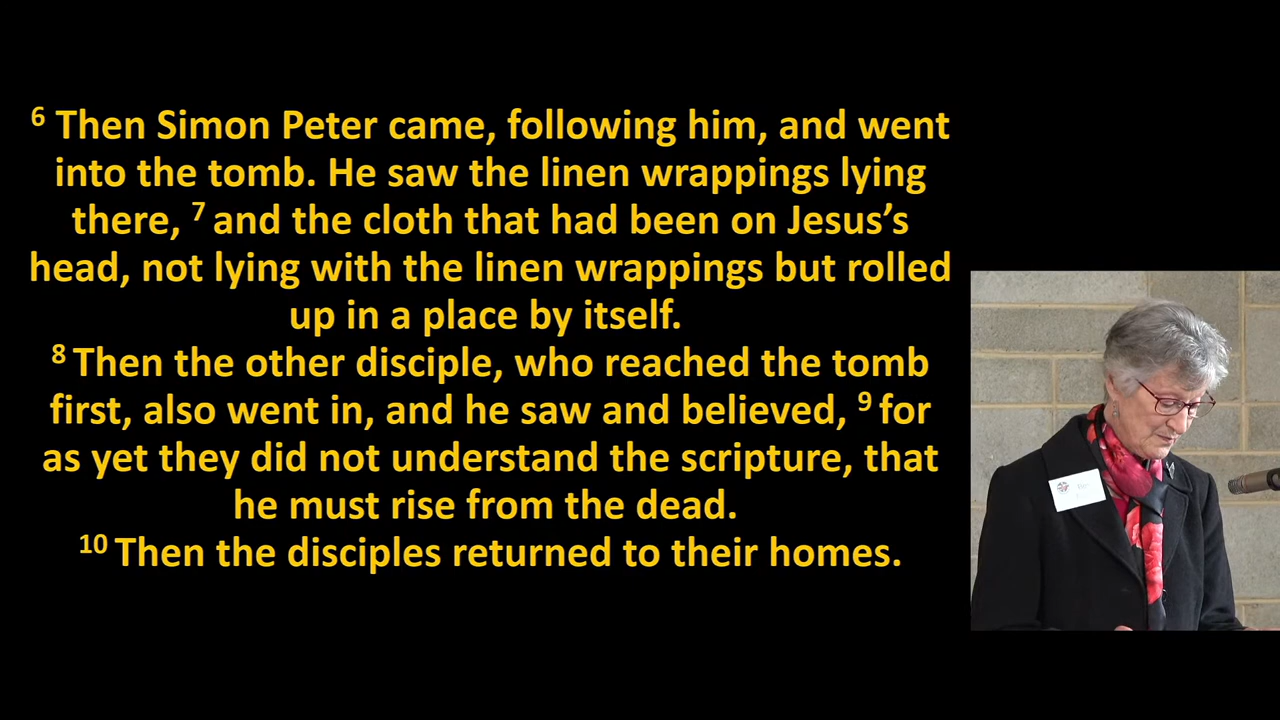 6 Then Simon Peter came, following him, and went
into the tomb. He saw the linen wrappings lying
there, 7 and the cloth that had been on Jesus’s
head, not lying with the linen wrappings but rolled
up in a place by itself.
8 Then the other disciple, who reached the tomb
first, also went in, and he saw and believed, 9 for
as yet they did not understand the scripture, that
he must rise from the dead.
10 Then the disciples returned to their homes.